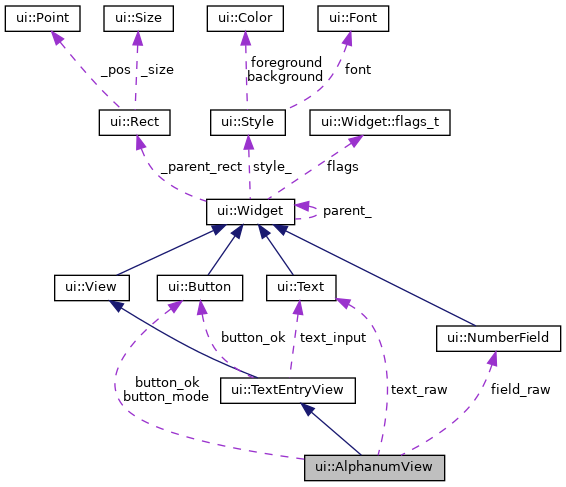 ui::Point
ui::Size
ui::Color
ui::Font
_pos
_size
foreground
background
font
ui::Rect
ui::Style
ui::Widget::flags_t
_parent_rect
style_
flags
ui::Widget
parent_
ui::View
ui::Button
ui::Text
ui::NumberField
button_ok
text_input
button_ok
button_mode
ui::TextEntryView
text_raw
field_raw
ui::AlphanumView